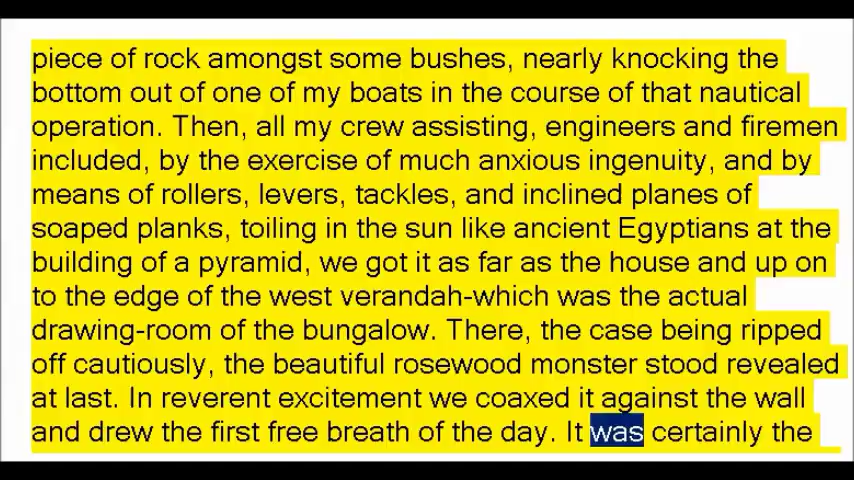 piece of rock amongst some bushes, nearly knocking the
bottom out of one of my boats in the course of that nautical
operation. Then, all my crew assisting, engineers and firemen
included, by the exercise of much anxious ingenuity, and by
means of rollers, levers, tackles, and inclined planes of
soaped planks, toiling in the sun like ancient Egyptians at the
building of a pyramid, we got it as far as the house and up on
to the edge of the west verandah-which was the actual
drawing-room of the bungalow. There, the case being ripped
off cautiously, the beautiful rosewood monster stood revealed
at last. In reverent excitement we coaxed it against the wall
and drew the first free breath of the day. It was certainly the